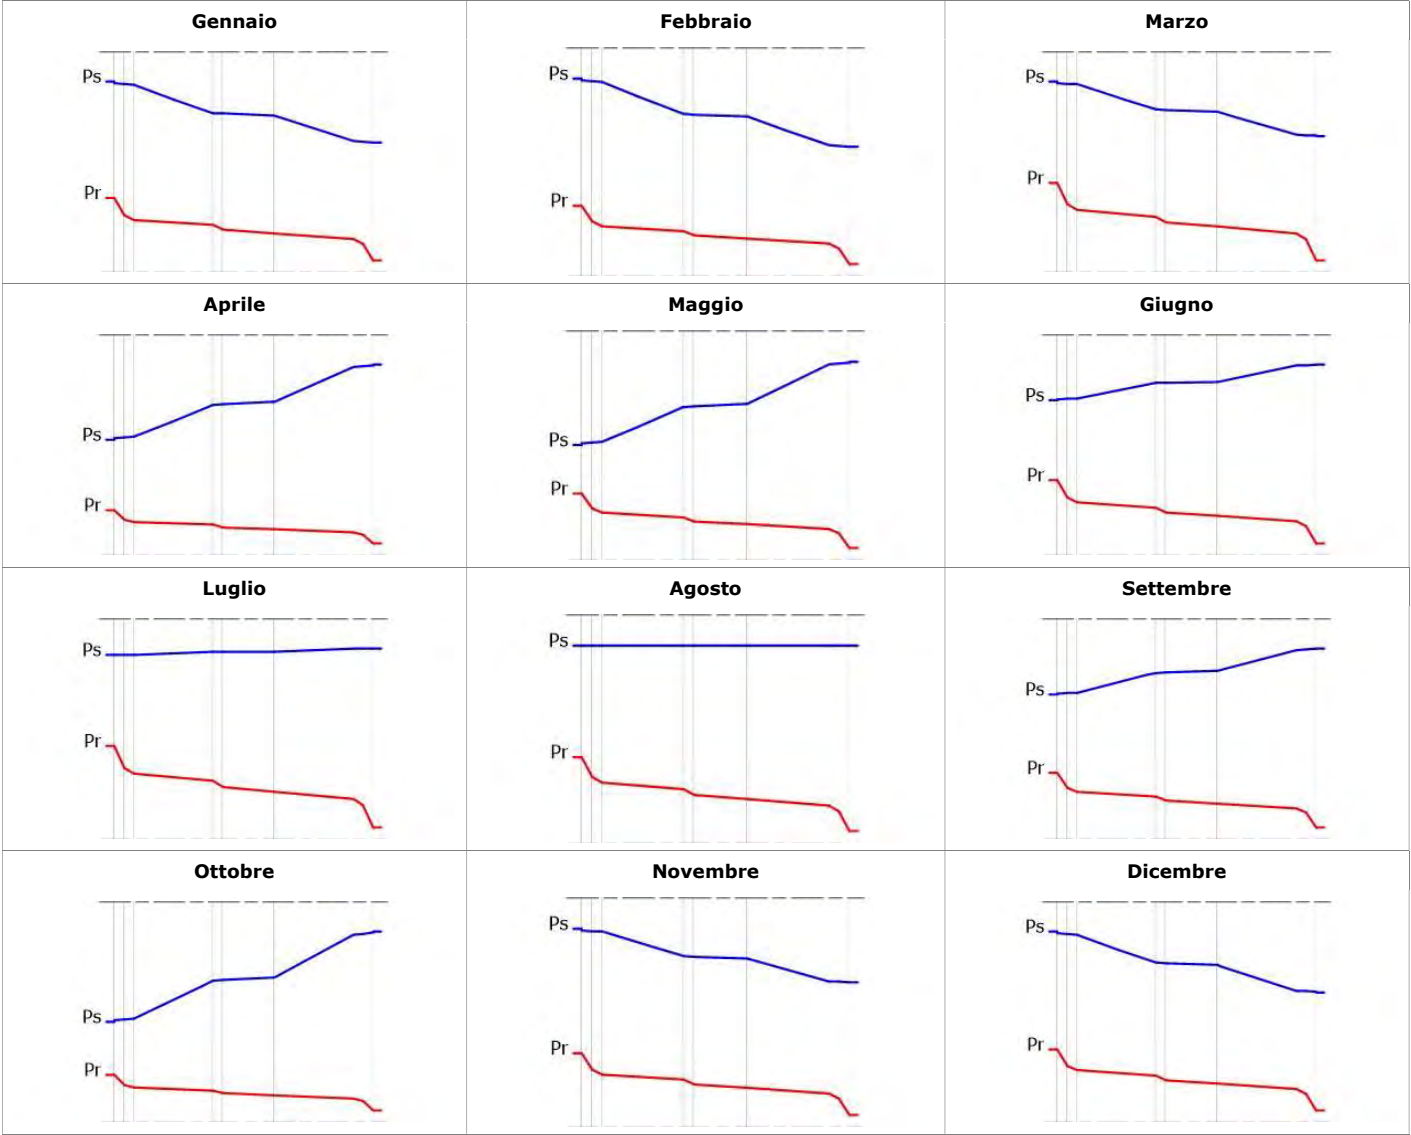 Gennaio
Febbraio
Marzo
Ps
Pr
Ps
Pr
Ps
Pr
Aprile
Maggio
Giugno
Ps
Pr
Ps
Pr
Ps
Pr
Luglio
Agosto
Settembre
Ps
Pr
Ps
Pr
Ps
Pr
Ottobre
Novembre
Dicembre
Ps
Pr
Ps
Pr
Ps
Pr